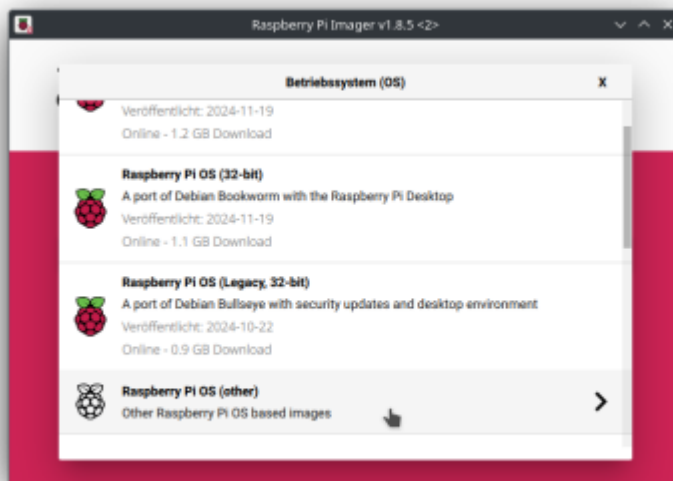 Raspberry Pi Imager v1.8.5 <2>
Betriebssystem (OS)
X
Veröffentlicht: 2024-11-19
Online - 1.2 GB Download
Raspberry Pi OS (32-bit)
A port of Debian Bookworm with the Raspberry Pi Desktop
Veröffentlicht: 2024-11-19
Online - 1.1 GB Download
Raspberry Pi OS (Legacy, 32-bit)
A port of Debian Bullseye with security updates and desktop environment
Veröffentlicht: 2024-10-22
Online - 0.9 GB Download
Raspberry Pi OS (other)
Other Raspberry Pi OS based images